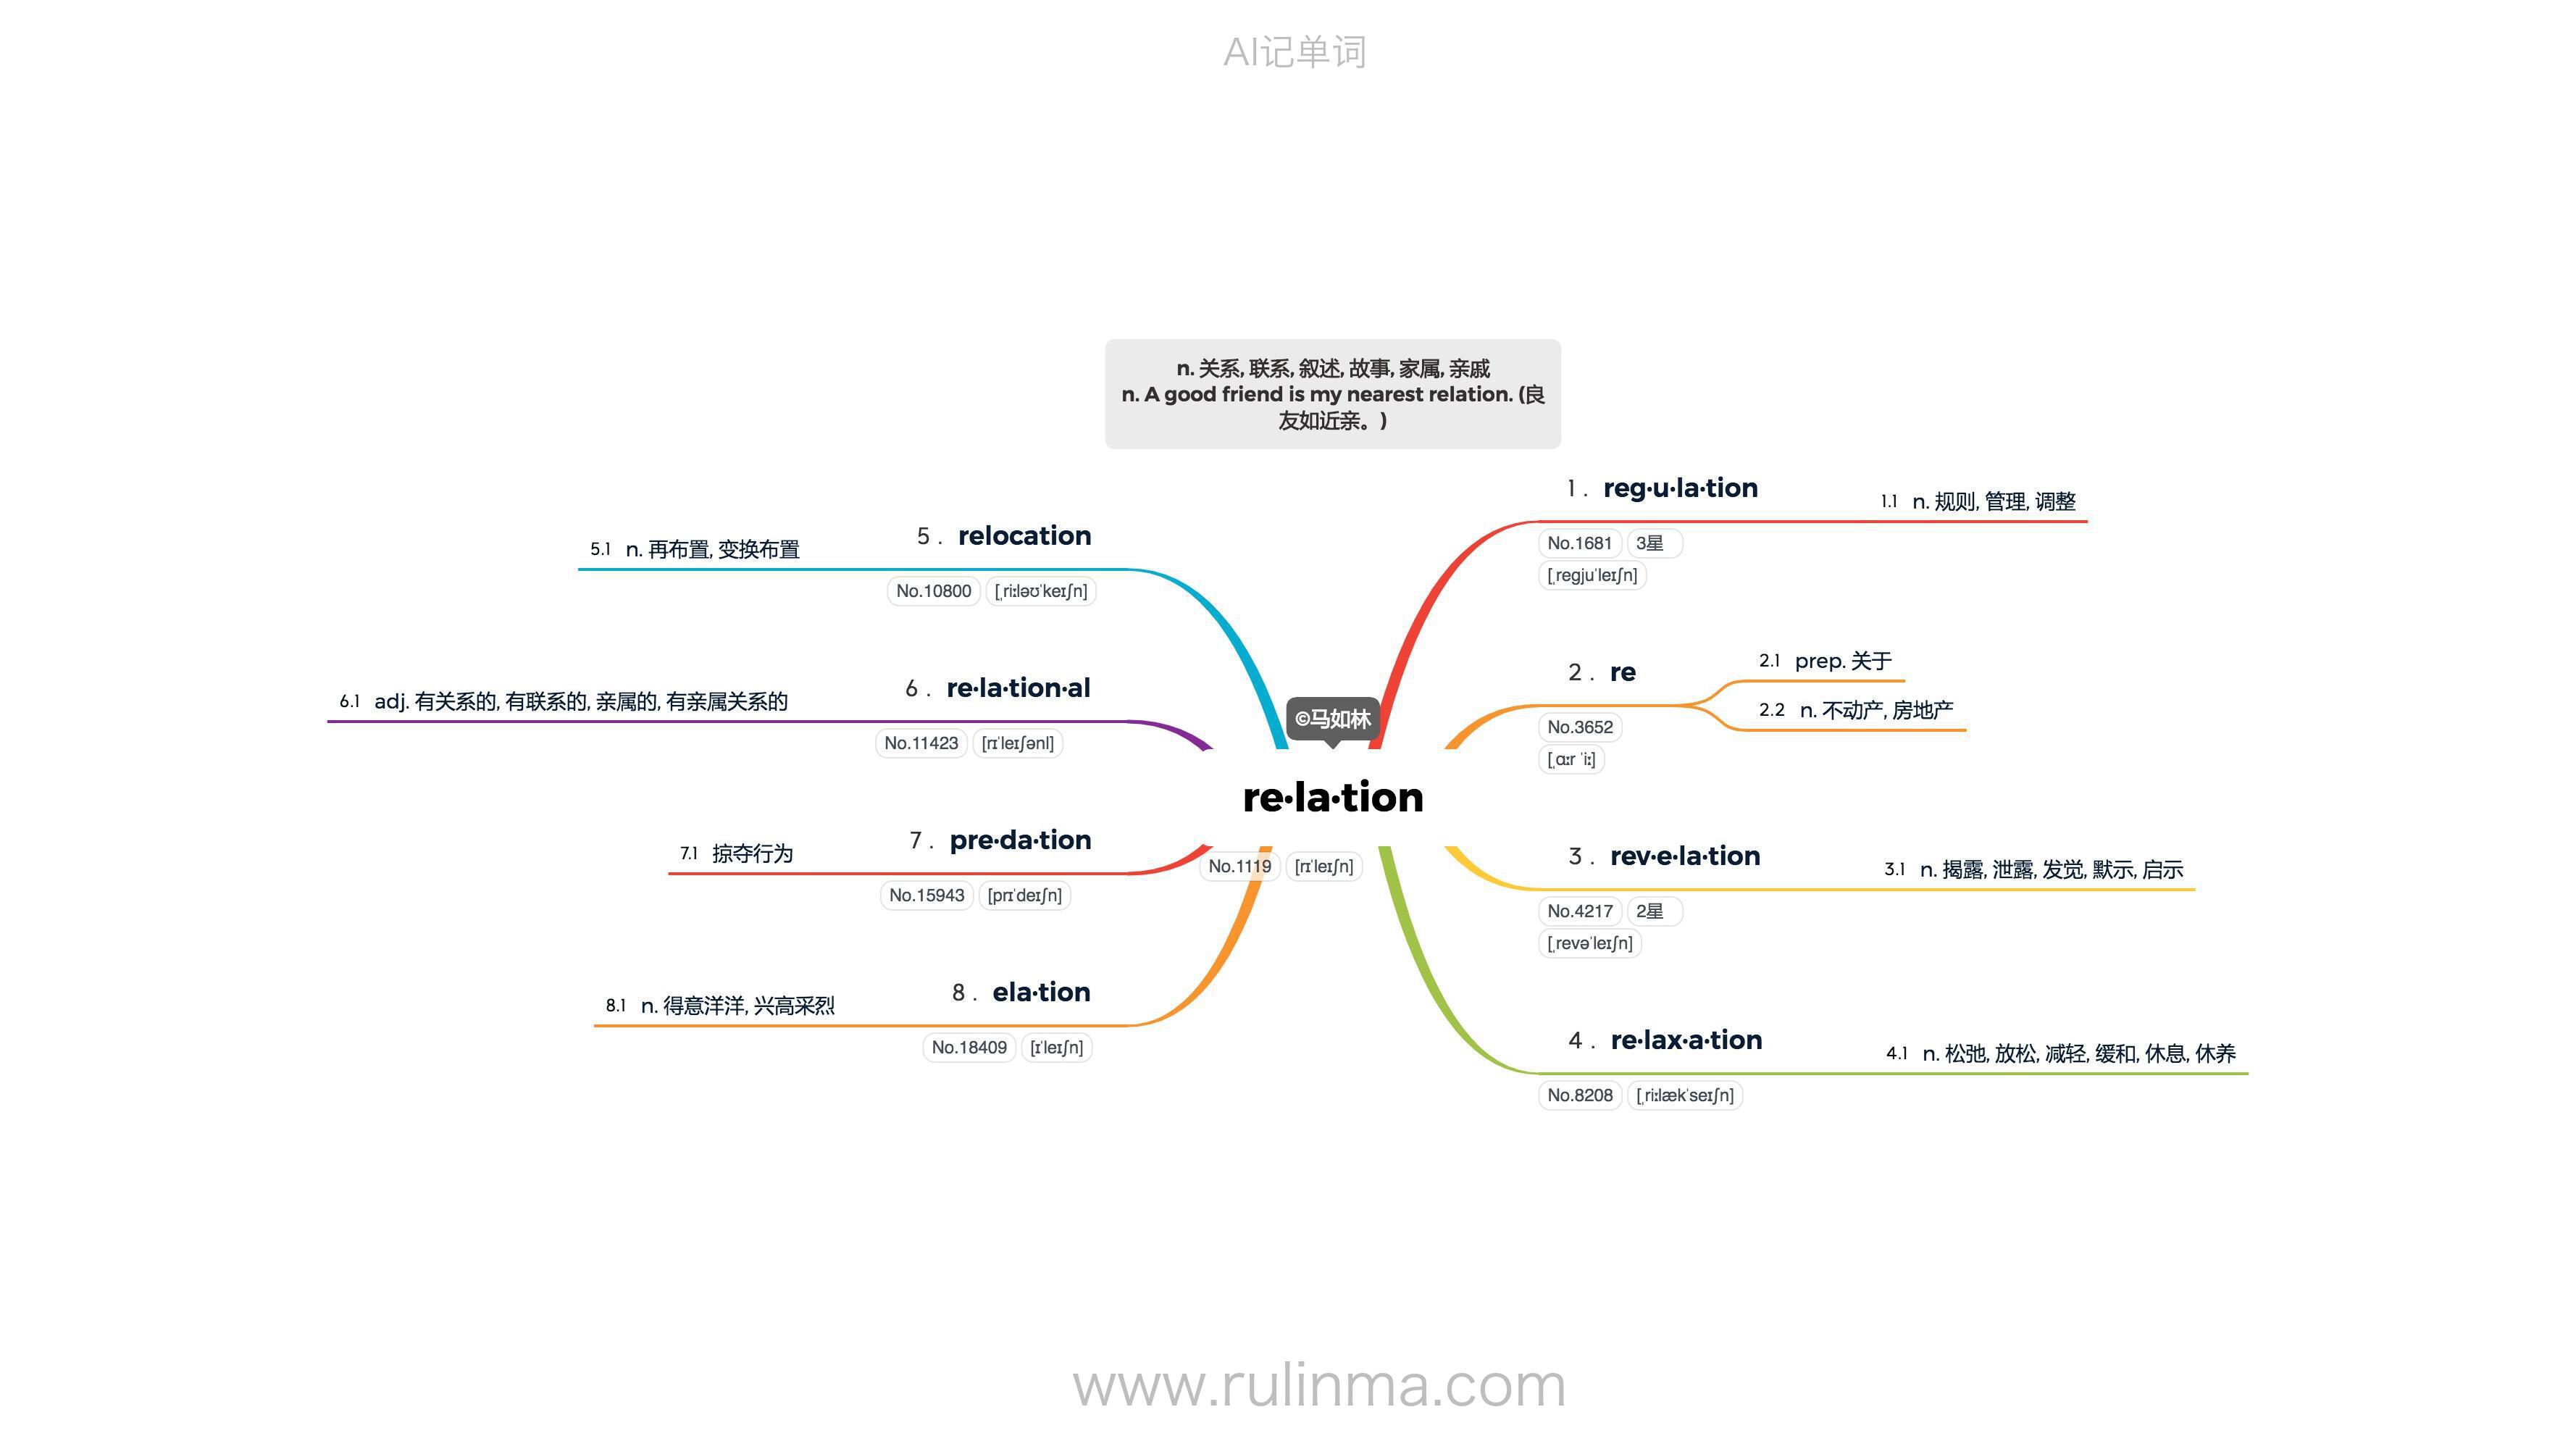 AI记单词
n. 关系, 联系, 叙述, 故事, 家属, 亲戚
n. A good friend is my nearest relation. (良
友如近亲。)
©马如林
re·la·tion
No.1119 [rɪˈleɪʃn]
1 . reg·u·la·tion
No.1681 3星
[ˌregjuˈleɪʃn]
1.1 n. 规则, 管理, 调整
2 . re
No.3652
[ˌɑːr ˈiː]
2.1 prep. 关于
2.2 n. 不动产, 房地产
3 . rev·e·la·tion
No.4217 2星
[ˌrevəˈleɪʃn]
3.1 n. 揭露, 泄露, 发觉, 默示, 启示
4 . re·lax·a·tion
No.8208 [ˌriːlækˈseɪʃn]
4.1 n. 松弛, 放松, 减轻, 缓和, 休息, 休养
5 . relocation
No.10800 [ˌriːləʊˈkeɪʃn]
5.1 n. 再布置, 变换布置
6 . re·la·tion·al
No.11423 [rɪˈleɪʃənl]
6.1 adj. 有关系的, 有联系的, 亲属的, 有亲属关系的
7 . pre·da·tion
No.15943 [prɪˈdeɪʃn]
7.1 掠夺行为
8 . ela·tion
No.18409 [ɪˈleɪʃn]
8.1 n. 得意洋洋, 兴高采烈
www.rulinma.com